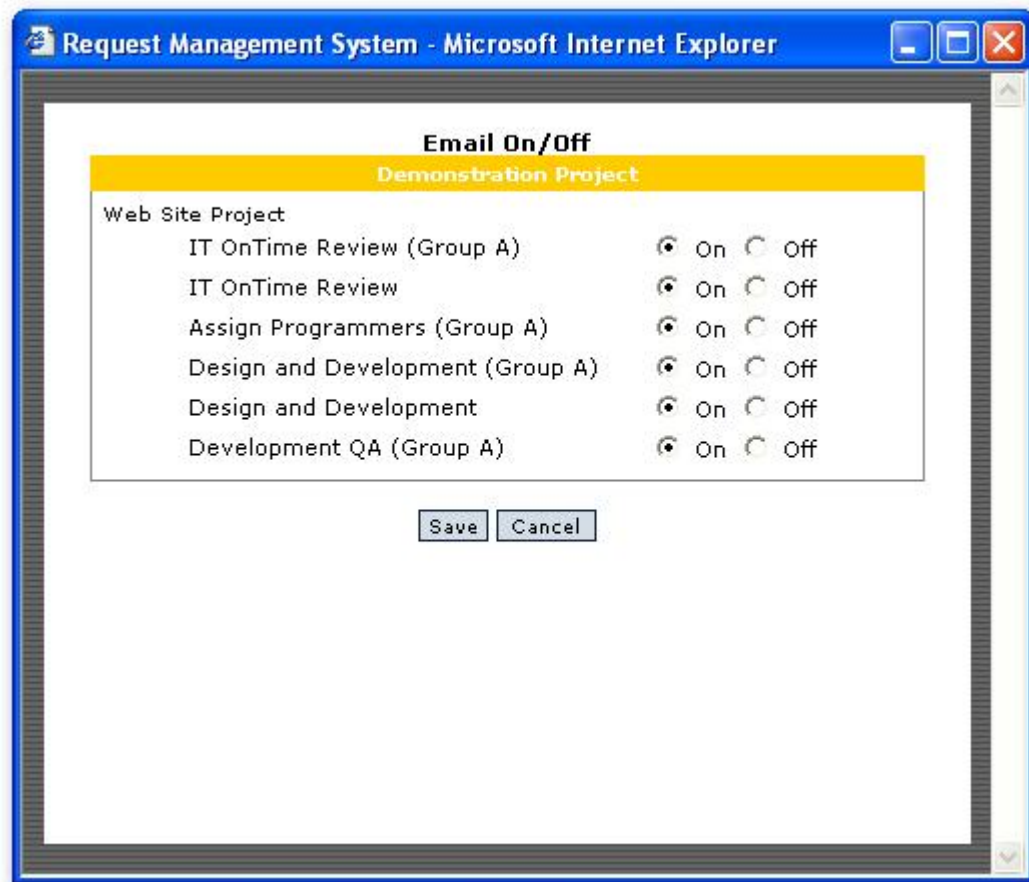 Request Management System - Microsoft Internet Explorer
Email On/Off
Demonstration Project
Web Site Project
IT OnTime Review (Group A) On Off
IT OnTime Review On Off
Assign Programmers (Group A) On Off
Design and Development (Group A) On Off
Design and Development On Off
Development QA (Group A) On Off
Save Cancel